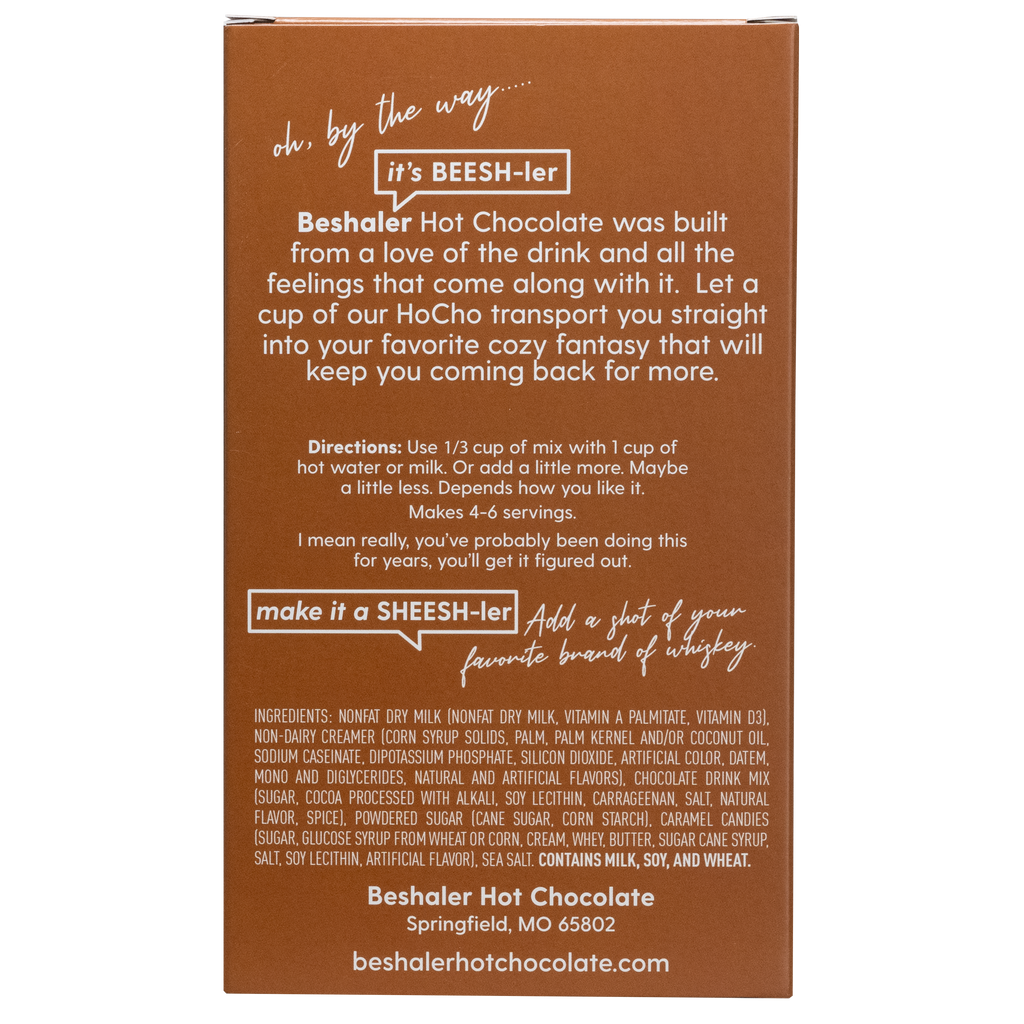 oh, by the way.....
it's BEESH-ler
Beshaler Hot Chocolate was built
from a love of the drink and all the
feelings that come along with it. Let a
cup of our HoCho transport you straight
into your favorite cozy fantasy that will
keep you coming back for more.
Directions: Use 1/3 cup of mix with 1 cup of
hot water or milk. Or add a little more. Maybe
a little less. Depends how you like it.
Makes 4-6 servings.
I mean really, you've probably been doing this
for years, you'll get it figured out.
make it a SHEESH-ler
Add a shot of your
favorite brand of whiskey.
INGREDIENTS: NONFAT DRY MILK (NONFAT DRY MILK, VITAMIN A PALMITATE, VITAMIN D3),
NON-DAIRY CREAMER (CORN SYRUP SOLIDS, PALM, PALM KERNEL AND/OR COCONUT OIL,
SODIUM CASEINATE, DIPOTASSIUM PHOSPHATE, SILICON DIOXIDE, ARTIFICIAL COLOR, DATEM,
MONO AND DIGLYCERIDES, NATURAL AND ARTIFICIAL FLAVORS), CHOCOLATE DRINK MIX
(SUGAR, COCOA PROCESSED WITH ALKALI, SOY LECITHIN, CARRAGEENAN, SALT, NATURAL
FLAVOR, SPICE), POWDERED SUGAR (CANE SUGAR, CORN STARCH), CARAMEL CANDIES
(SUGAR, GLUCOSE SYRUP FROM WHEAT OR CORN, CREAM, WHEY, BUTTER, SUGAR CANE SYRUP,
SALT, SOY LECITHIN, ARTIFICIAL FLAVOR), SEA SALT. CONTAINS MILK, SOY, AND WHEAT.
Beshaler Hot Chocolate
Springfield, MO 65802
beshalerhotchocolate.com